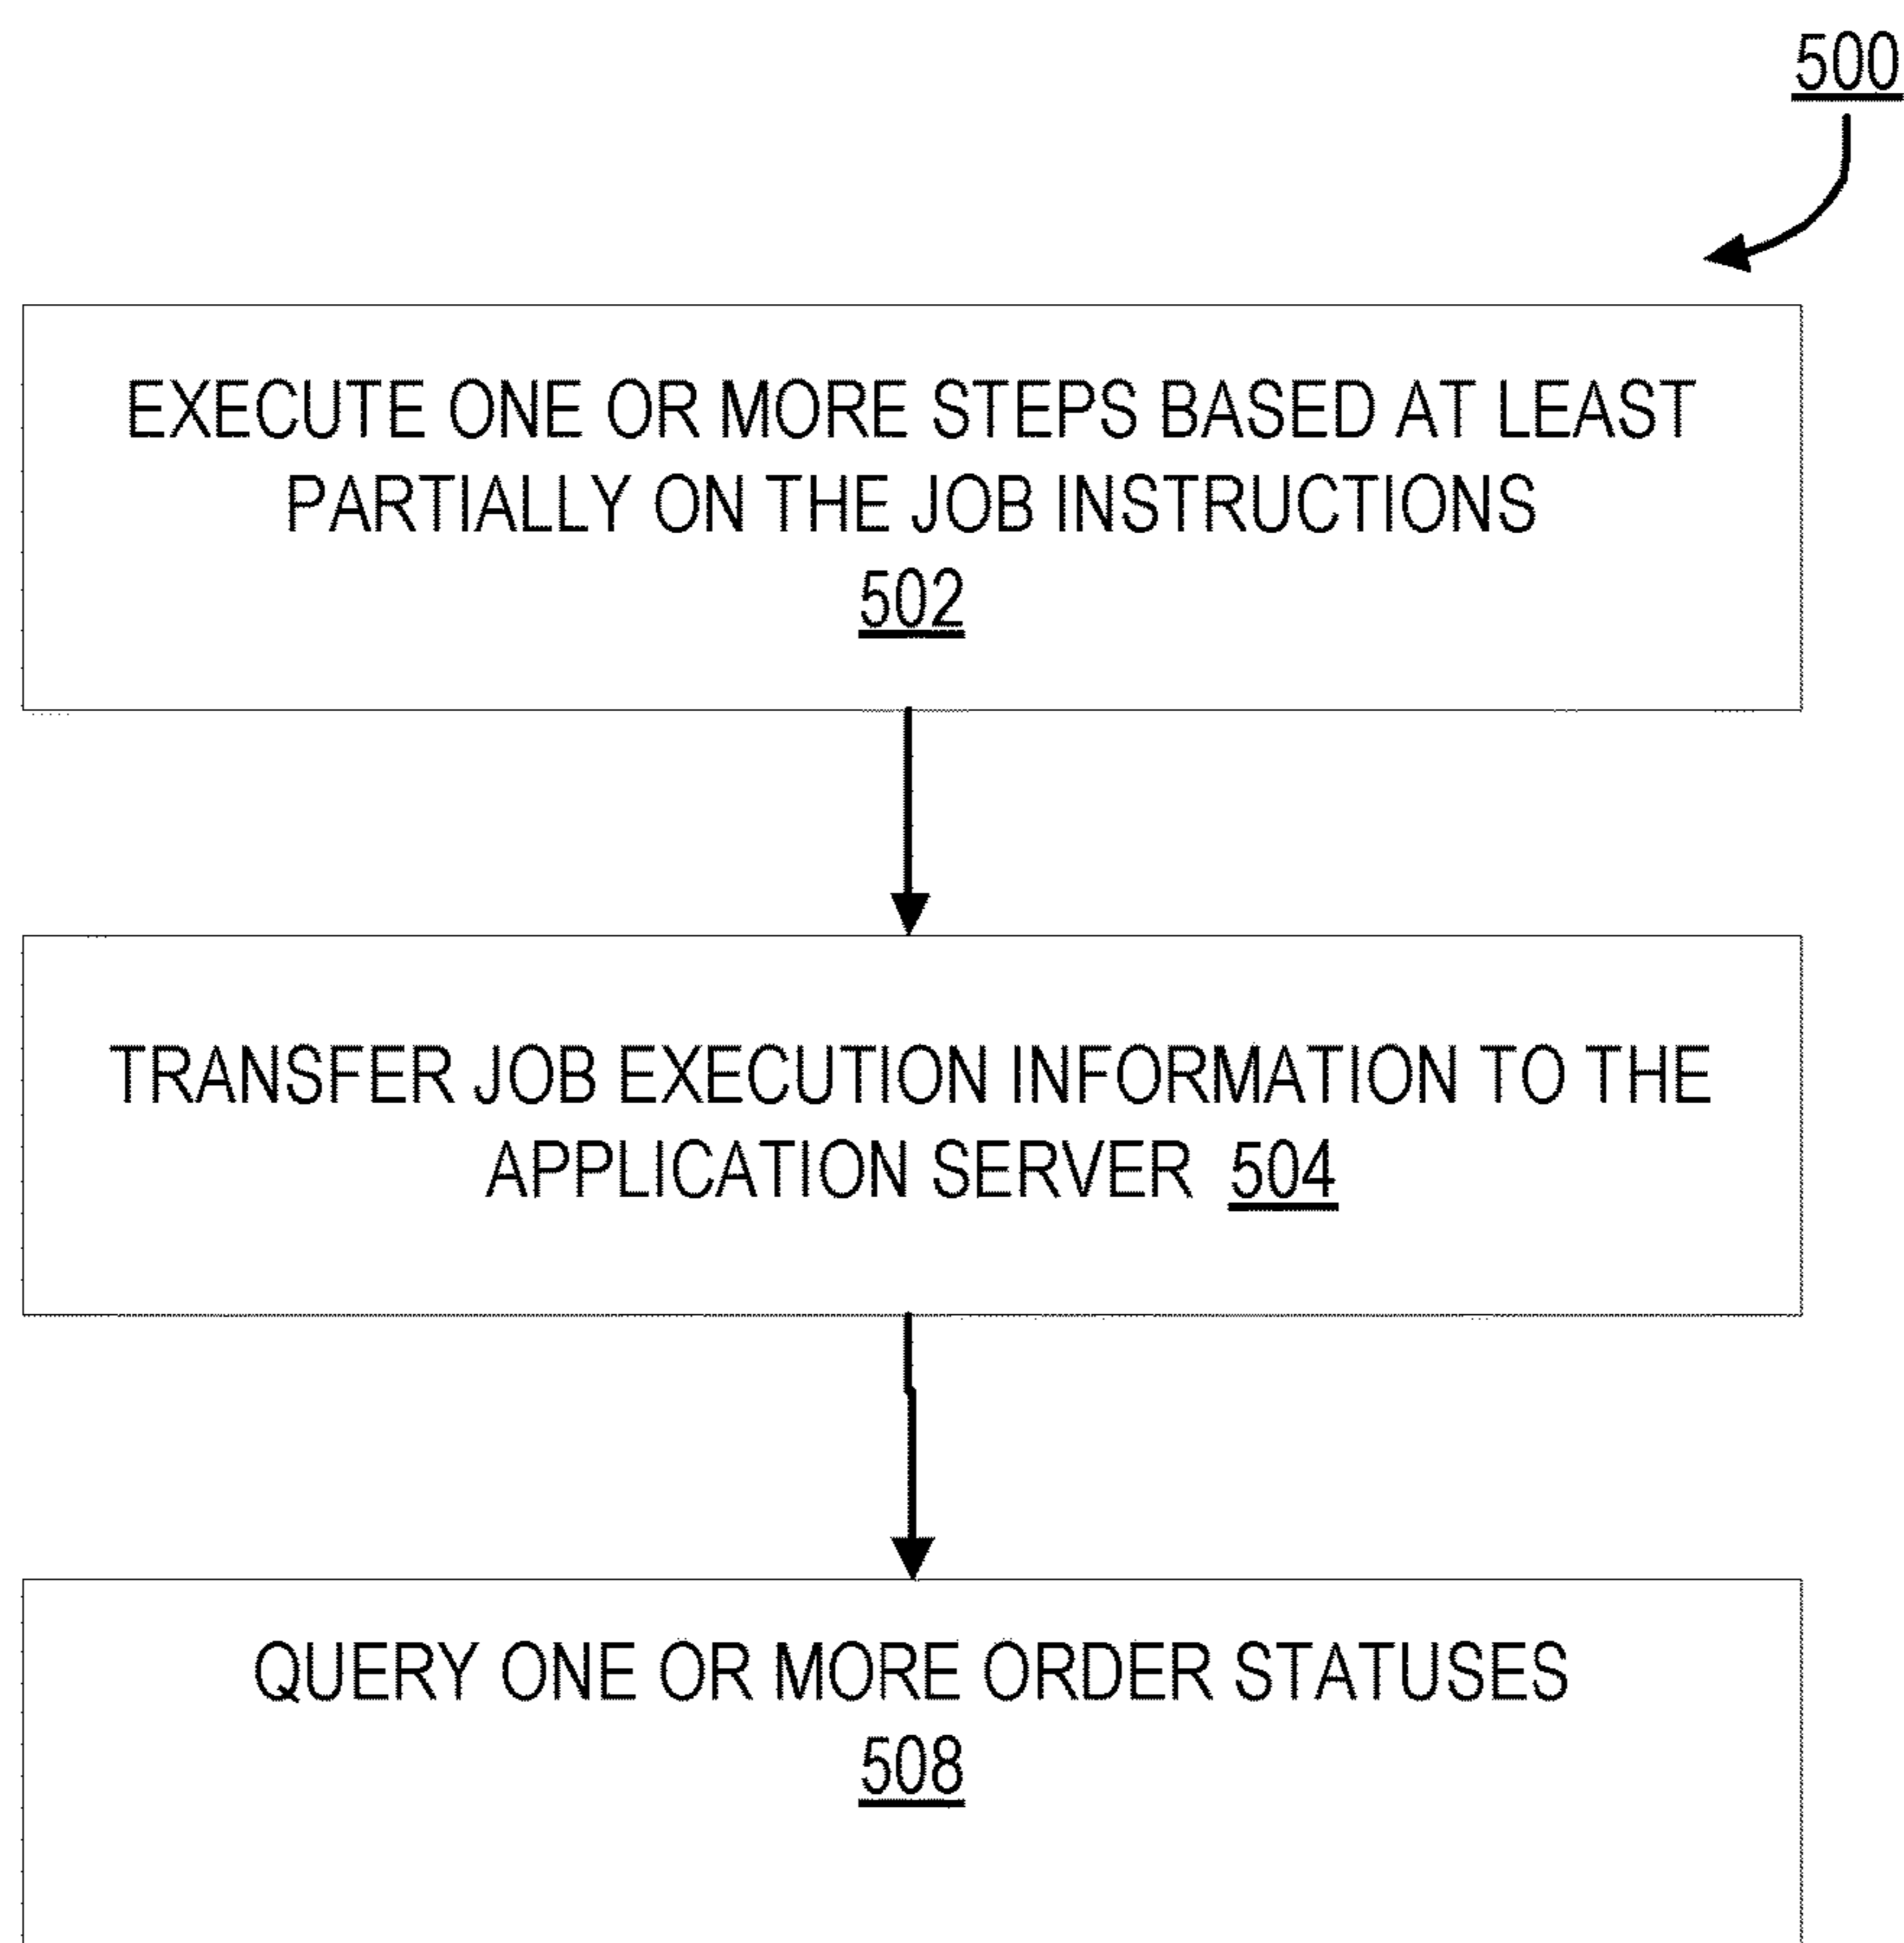 500
EXECUTE ONE OR MORE STEPS BASED AT LEAST
PARTIALLY ON THE JOB INSTRUCTIONS
502
TRANSFER JOB EXECUTION INFORMATION TO THE
APPLICATION SERVER 504
QUERY ONE OR MORE ORDER STATUSES
508